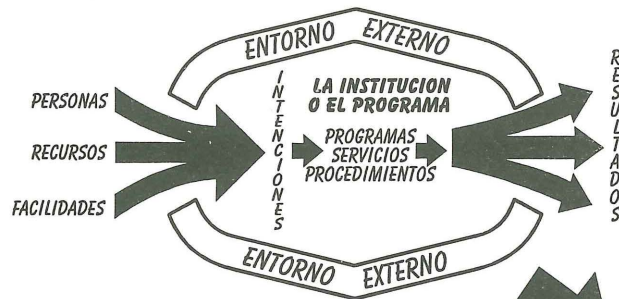 ENTORNO EXTERNO
PERSONAS
RECURSOS
FACILIDADES
INTENCIONES
LA INSTITUCION
O EL PROGRAMA
PROGRAMAS
SERVICIOS
PROCEDIMIENTOS
RESULTADOS
ENTORNO EXTERNO